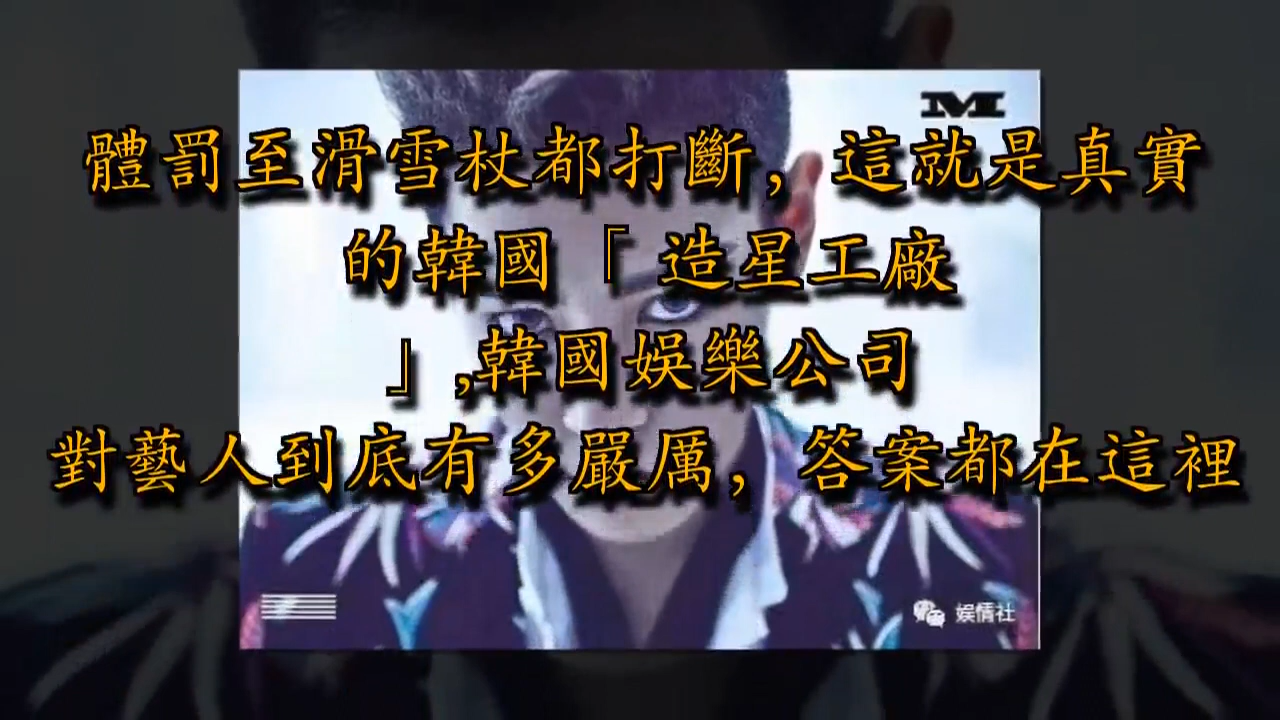 M
體罰至滑雪杖都打斷，這就是真實
的韓國「 造星工廠
」,韓國娛樂公司
對藝人到底有多嚴厲，答案都在這裡
娛情社